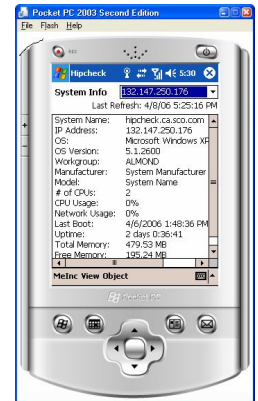 Pocket PC 2003 Second Edition
File Flash Help
REC
Hipcheck 5:30
System Info 132.147.250.176
Last Refresh: 4/8/06 5:25:16 PM
System Name: hipcheck.ca.sco.com
IP Address: 132.147.250.176
OS: Microsoft Windows XP
OS Version: 5.1.2600
Workgroup: ALMOND
Manufacturer: System Manufacturer
Model: System Name
# of CPUs: 2
CPU Usage: 0%
Network Usage: 0%
Last Boot: 4/6/2006 1:48:36 PM
Uptime: 2 days 0:36:41
Total Memory: 479.53 MB
Free Memory: 195.24 MB
MeInc View Object
Pocket PC